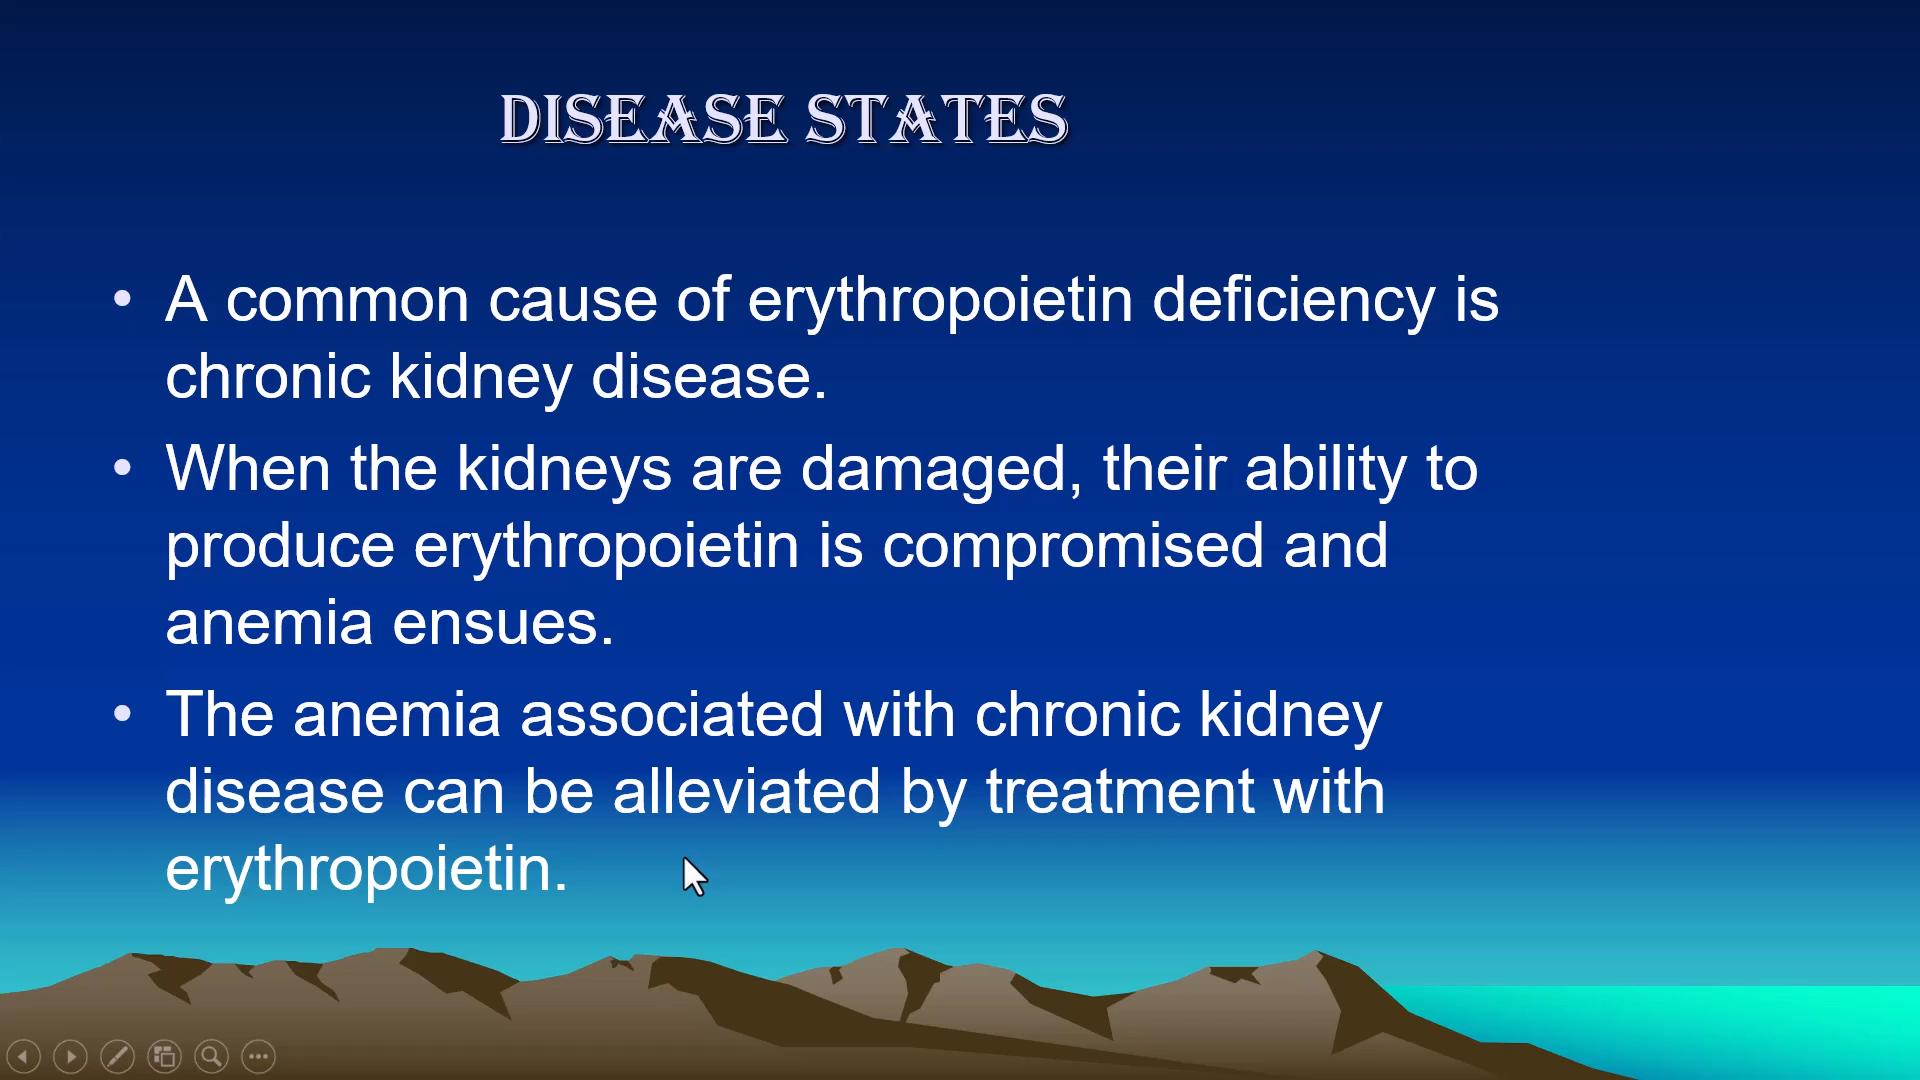 DISEASE STATES
• A common cause of erythropoietin deficiency is
chronic kidney disease.
• When the kidneys are damaged, their ability to
produce erythropoietin is compromised and
anemia ensues.
• The anemia associated with chronic kidney
disease can be alleviated by treatment with
erythropoietin.